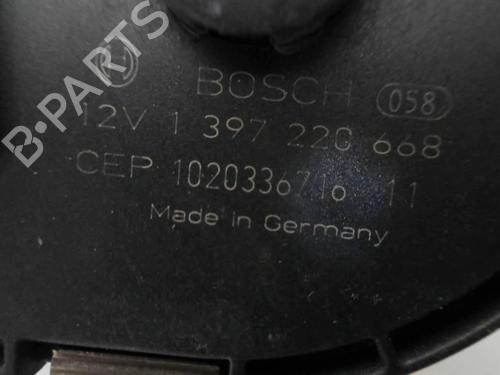 B-PARTS
BOSCH 058
12V 1 397 220 668
CEP 1020336716 11
Made in Germany